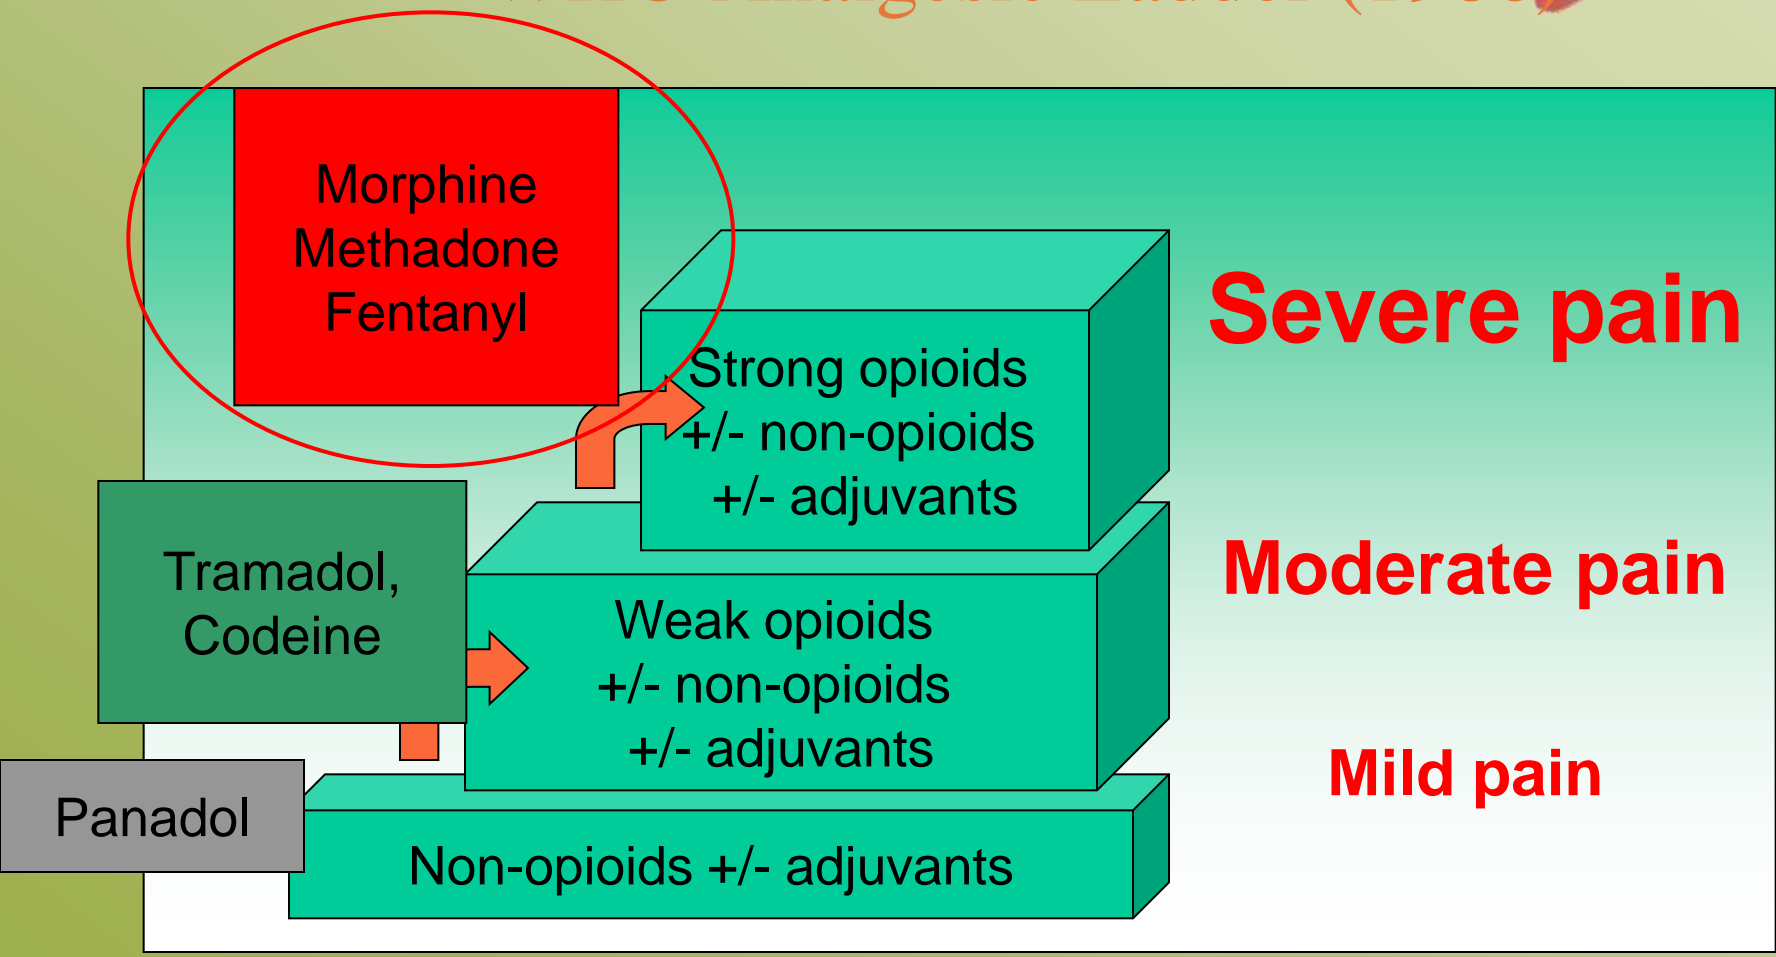 Morphine
Methadone
Fentanyl
Severe pain
Strong opioids
+/- non-opioids
+/- adjuvants
Tramadol,
Codeine
Moderate pain
Weak opioids
+/- non-opioids
+/- adjuvants
Mild pain
Panadol
Non-opioids +/- adjuvants